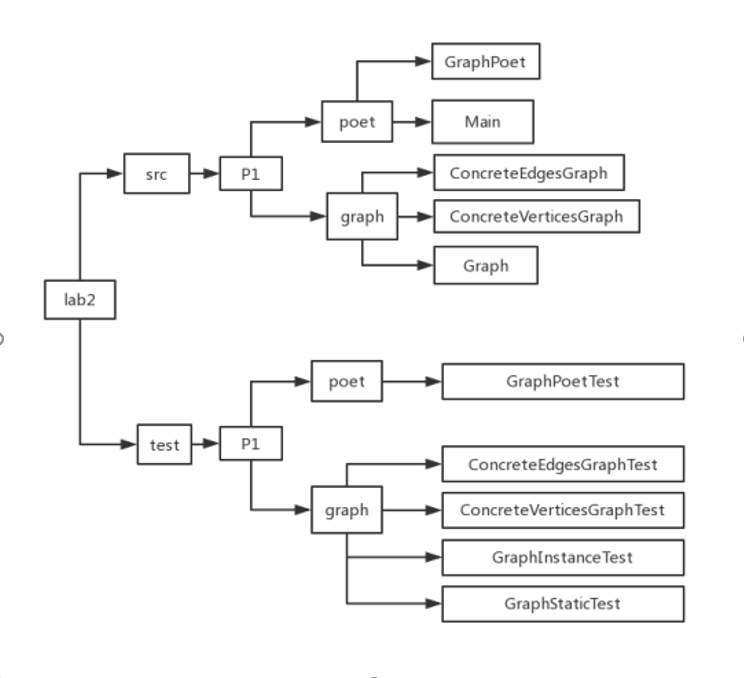 GraphPoet
poet
Main
src
P1
ConcreteEdgesGraph
graph
ConcreteVerticesGraph
Graph
lab2
poet
GraphPoetTest
test
P1
ConcreteEdgesGraphTest
graph
ConcreteVerticesGraphTest
GraphInstanceTest
GraphStaticTest